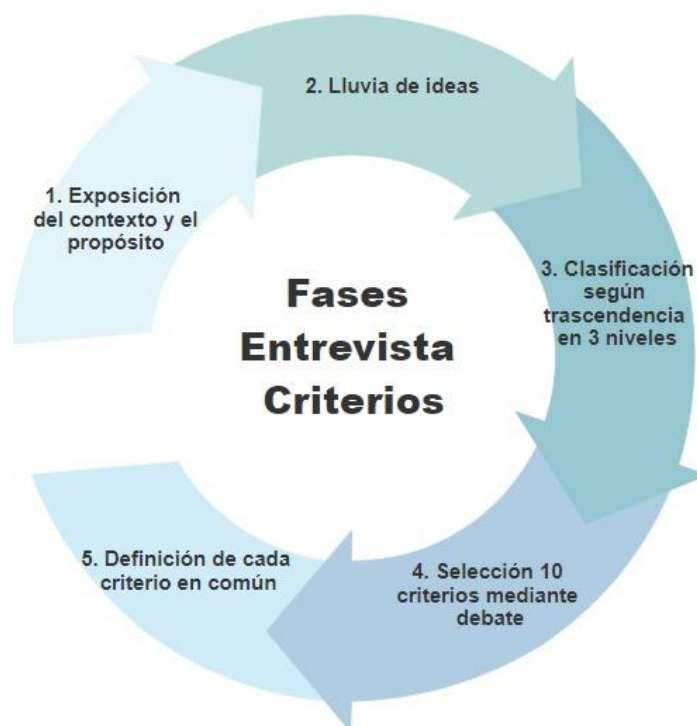 Fases
Entrevista
Criterios
1. Exposición
del contexto y el
propósito
2. Lluvia de ideas
3. Clasificación
según
trascendencia
en 3 niveles
4. Selección 10
criterios mediante
debate
5. Definición de cada
criterio en común